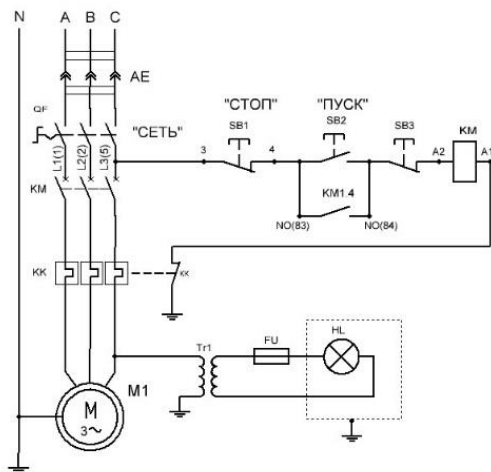 N A B C
AE
QF
"СЕТЬ"
"СТОП" "ПУСК"
SB1 SB2 SB3 KM
3 4 A2 A1
L1(1) L2(2) L3(5)
KM
KM1.4
NO(83) NO(84)
KK KK
Tr1 FU HL
M1
M
3~